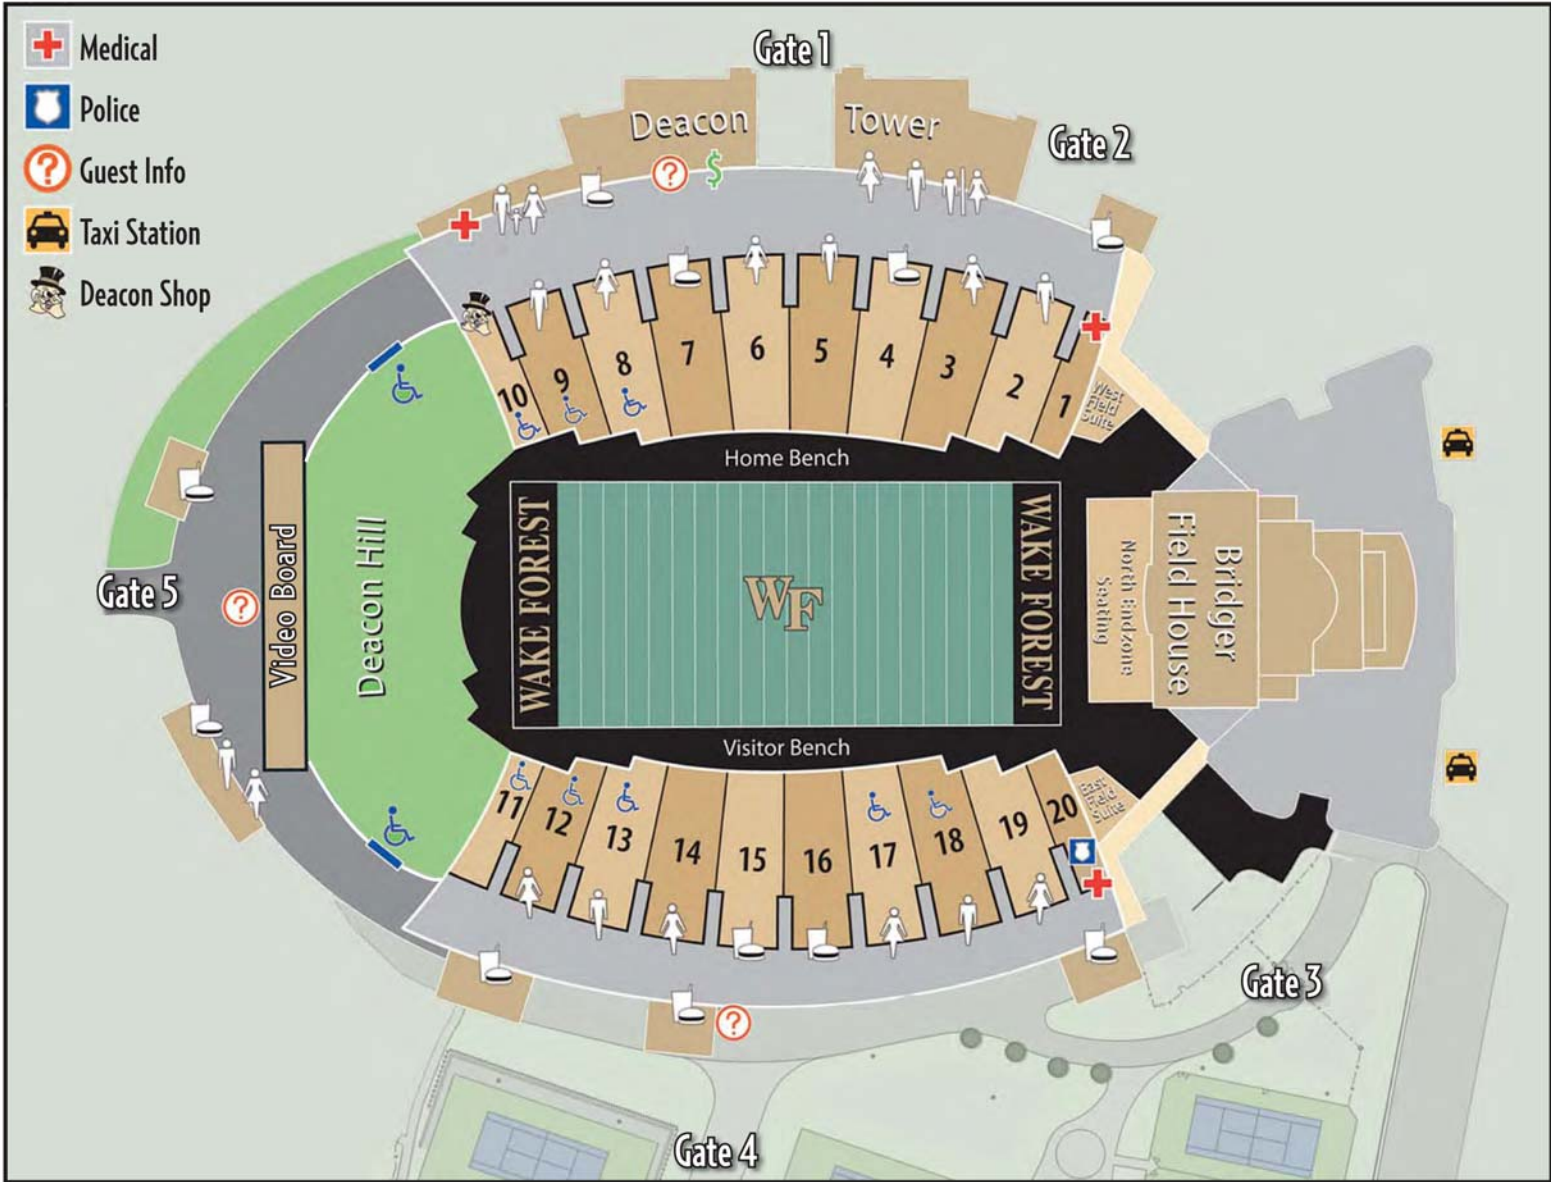 Medical
Police
Guest Info
Taxi Station
Deacon Shop
Gate 1
Deacon Tower
Gate 2
?
$
10
9
8
7
6
5
4
3
2
1
West
Field
Suite
Home Bench
Gate 5
?
Video Board
Deacon Hill
WAKE FOREST
WF
WAKE FOREST
North Endzone
Seating
Bridger
Field House
Visitor Bench
11
12
13
14
15
16
17
18
19
20
East
Field
Suite
?
Gate 3
Gate 4